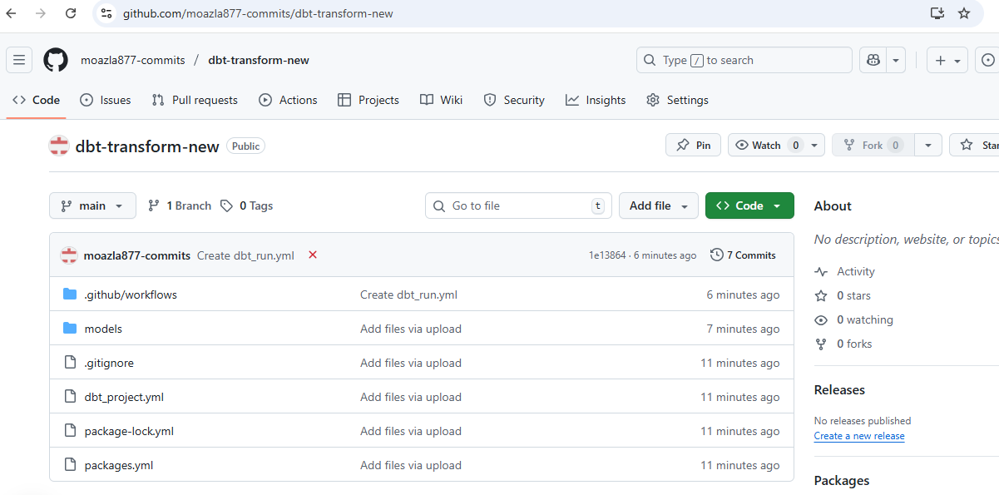 github.com/moazla877-commits/dbt-transform-new
moazla877-commits / dbt-transform-new
Type / to search
Code Issues Pull requests Actions Projects Wiki Security Insights Settings
dbt-transform-new Public
Pin Watch 0 Fork 0 Star
main 1 Branch 0 Tags
Go to file t Add file Code
moazla877-commits Create dbt_run.yml 1e13864 · 6 minutes ago 7 Commits
.github/workflows Create dbt_run.yml 6 minutes ago
models Add files via upload 7 minutes ago
.gitignore Add files via upload 11 minutes ago
dbt_project.yml Add files via upload 11 minutes ago
package-lock.yml Add files via upload 11 minutes ago
packages.yml Add files via upload 11 minutes ago
About
No description, website, or topics
Activity
0 stars
0 watching
0 forks
Releases
No releases published
Create a new release
Packages